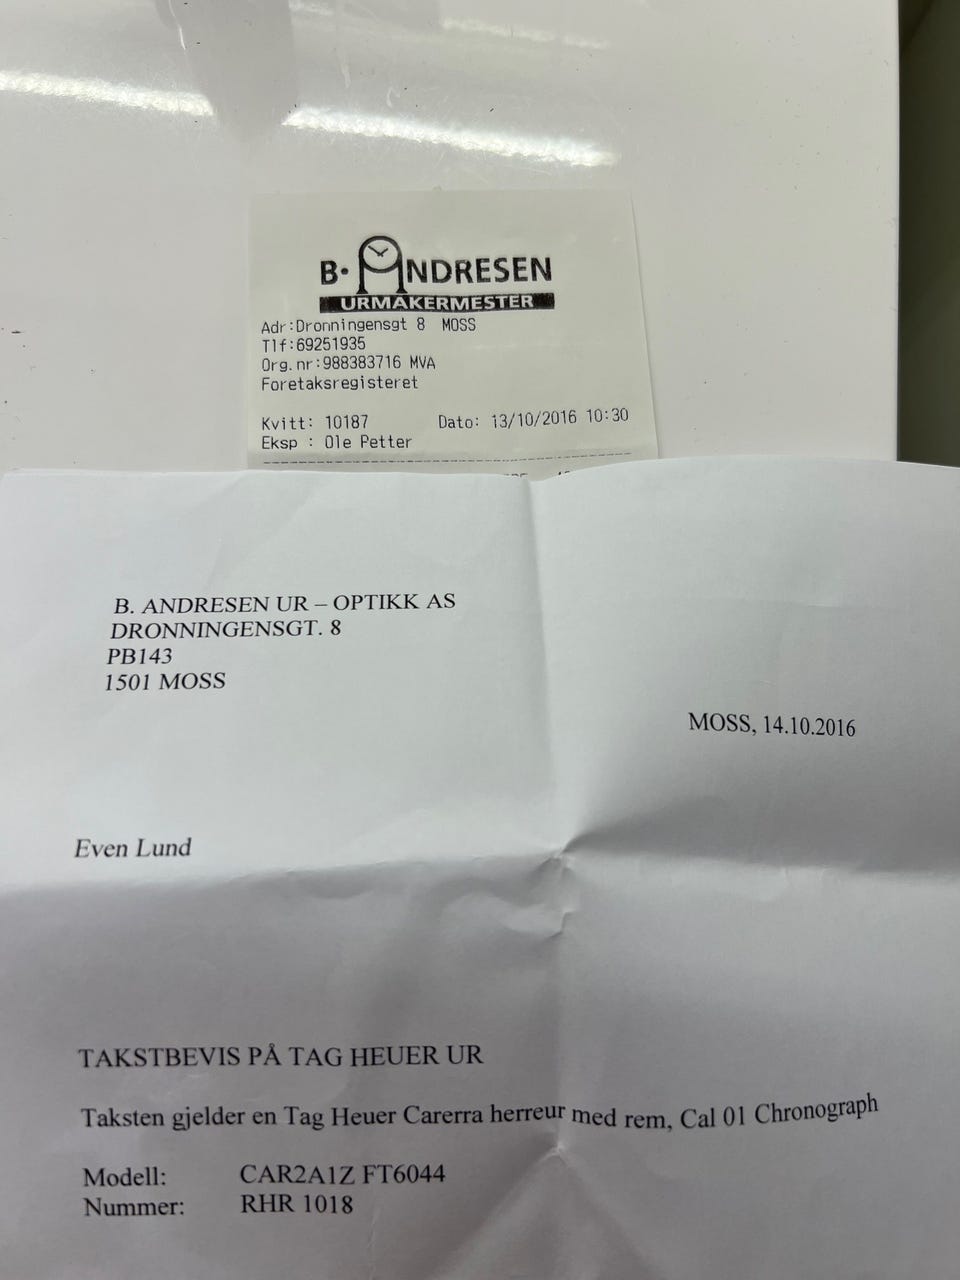 B. ANDRESEN
URMAKERMESTER
Adr:Dronningensgt 8 MOSS
Tlf:69251935
Org.nr:988383716 MVA
Foretaksregisteret
Kvitt: 10187 Dato: 13/10/2016 10:30
Eksp : Ole Petter
B. ANDRESEN UR – OPTIKK AS
DRONNINGENSGT. 8
PB143
1501 MOSS
MOSS, 14.10.2016
Even Lund
TAKSTBEVIS PÅ TAG HEUER UR
Taksten gjelder en Tag Heuer Carerra herreur med rem, Cal 01 Chronograph
Modell: CAR2A1Z FT6044
Nummer: RHR 1018